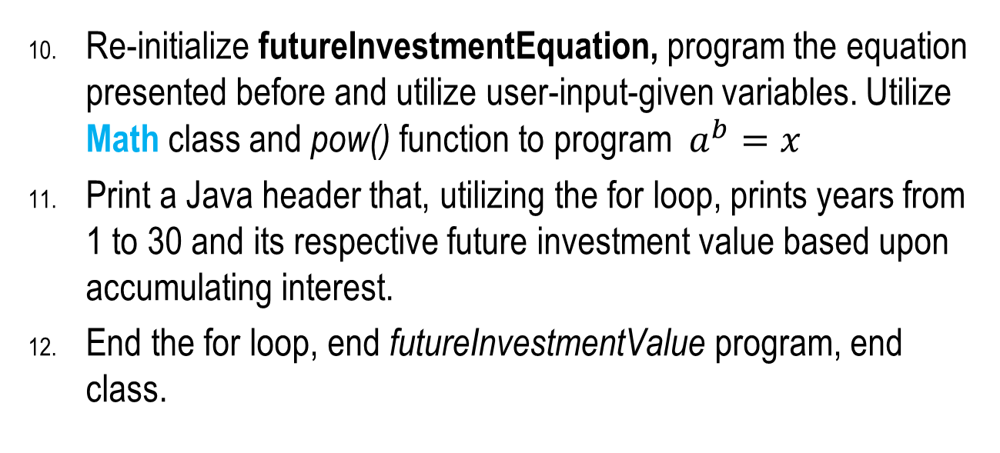 10. Re-initialize futureInvestmentEquation, program the equation
presented before and utilize user-input-given variables. Utilize
Math class and pow() function to program a^b = x
11. Print a Java header that, utilizing the for loop, prints years from
1 to 30 and its respective future investment value based upon
accumulating interest.
12. End the for loop, end futureInvestmentValue program, end
class.